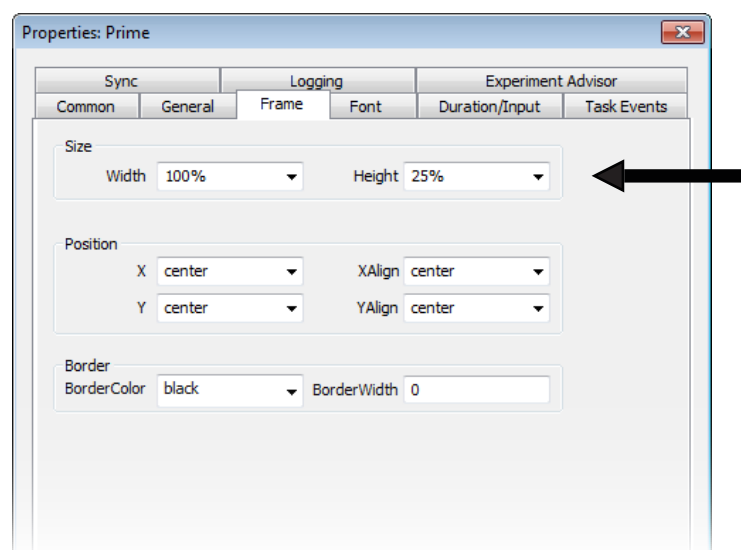 Properties: Prime
Sync Logging Experiment Advisor
Common General Frame Font Duration/Input Task Events
Size
Width 100% Height 25%
Position
X center XAlign center
Y center YAlign center
Border
BorderColor black BorderWidth 0